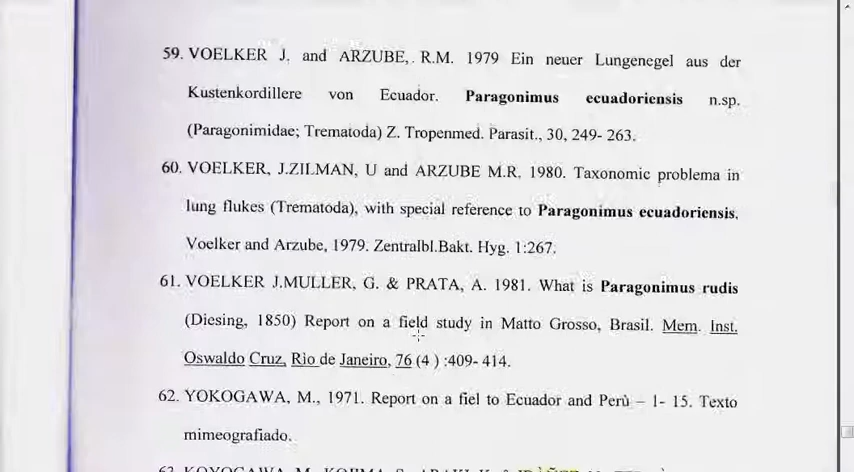 59. VOELKER J. and ARZUBE, R.M. 1979 Ein neuer Lungenegel aus der
Kustenkordillere von Ecuador. Paragonimus ecuadoriensis n.sp.
(Paragonimidae; Trematoda) Z. Tropenmed. Parasit., 30, 249- 263.
60. VOELKER, J.ZILMAN, U and ARZUBE M.R. 1980. Taxonomic problema in
lung flukes (Trematoda), with special reference to Paragonimus ecuadoriensis,
Voelker and Arzube, 1979. Zentralbl.Bakt. Hyg. 1:267.
61. VOELKER J.MULLER, G. & PRATA, A. 1981. What is Paragonimus rudis
(Diesing, 1850) Report on a field study in Matto Grosso, Brasil. Mem. Inst.
Oswaldo Cruz, Rio de Janeiro, 76 (4 ) :409- 414.
62. YOKOGAWA, M., 1971. Report on a fiel to Ecuador and Perù – 1- 15. Texto
mimeografiado.